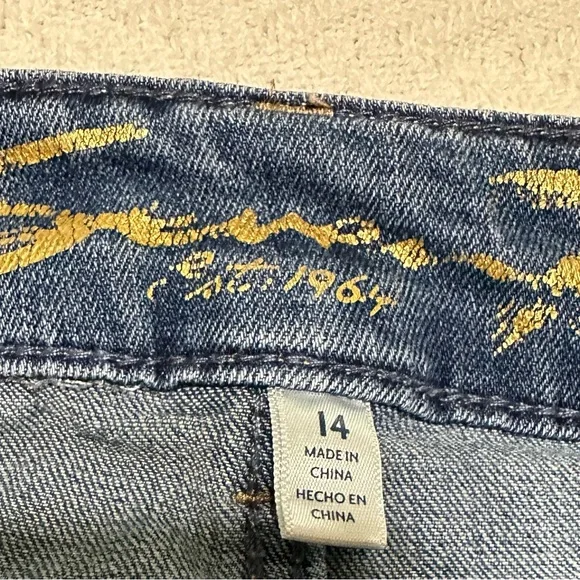 Est. 1964
14
MADE IN
CHINA
HECHO EN
CHINA